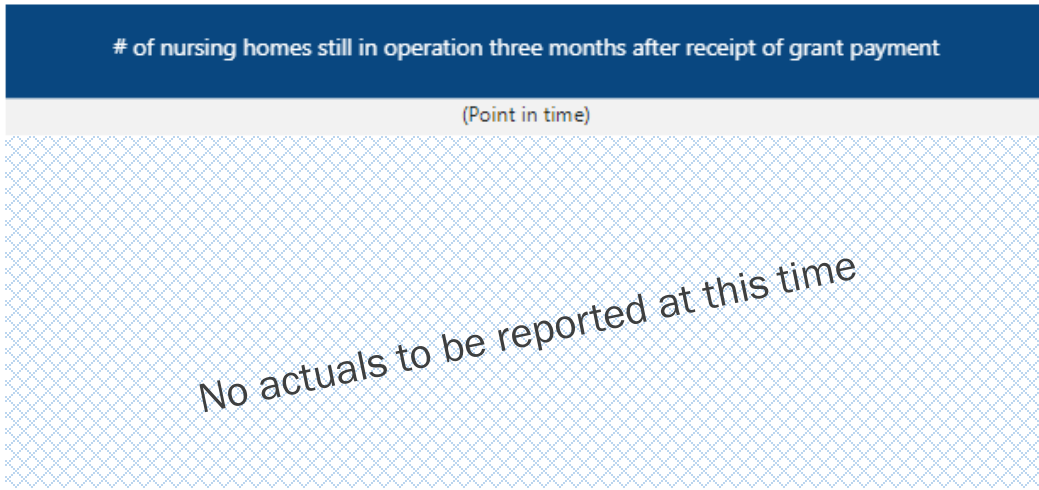 # of nursing homes still in operation three months after receipt of grant payment
(Point in time)
No actuals to be reported at this time